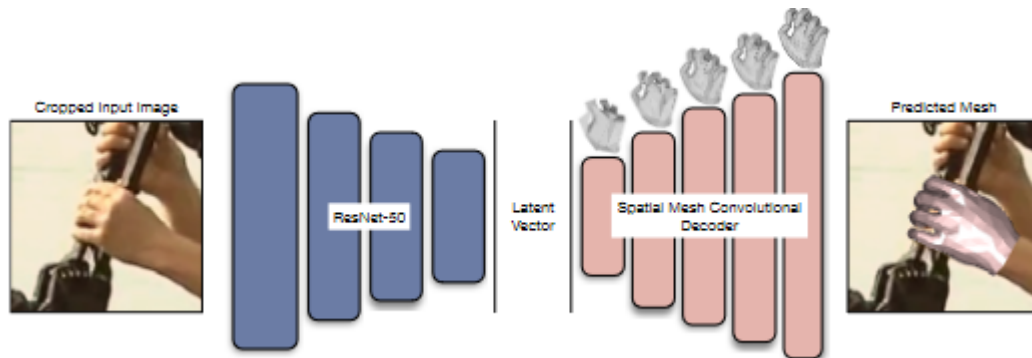 Cropped Input Image
ResNet-50
Latent
Vector
Spatial Mesh Convolutional
Decoder
Predicted Mesh